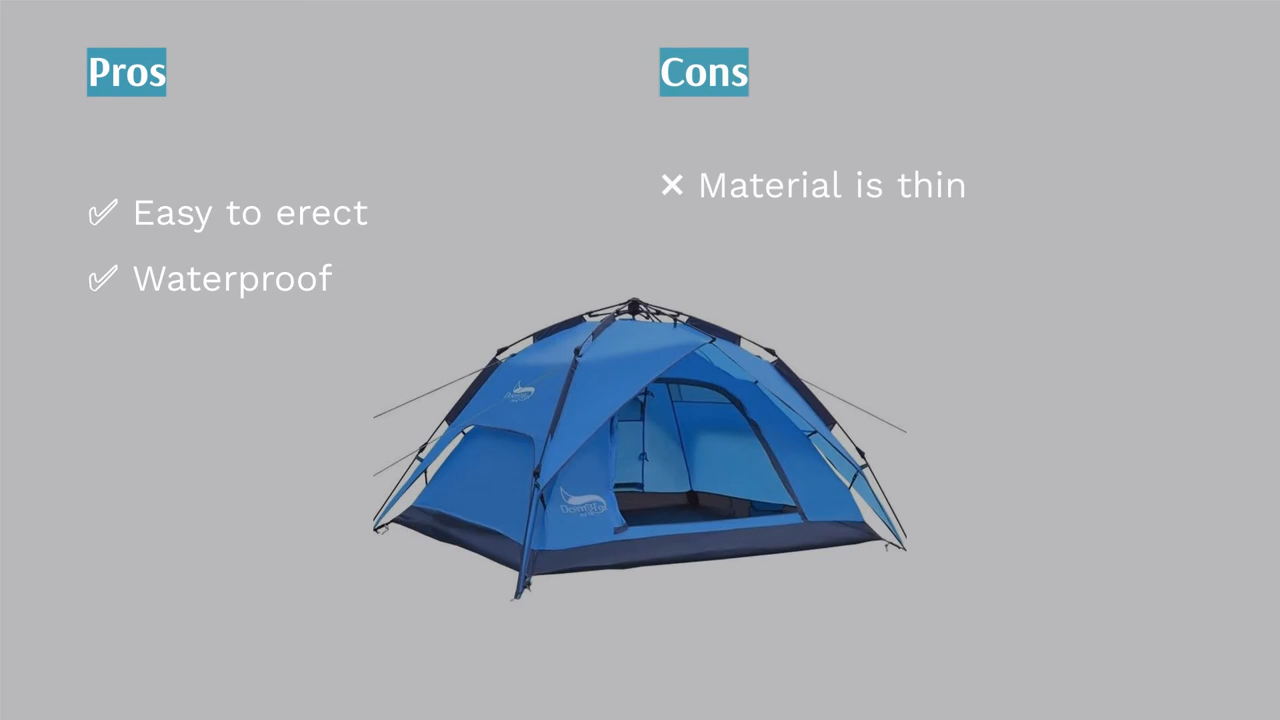 Pros
✅ Easy to erect
✅ Waterproof
Cons
✕ Material is thin